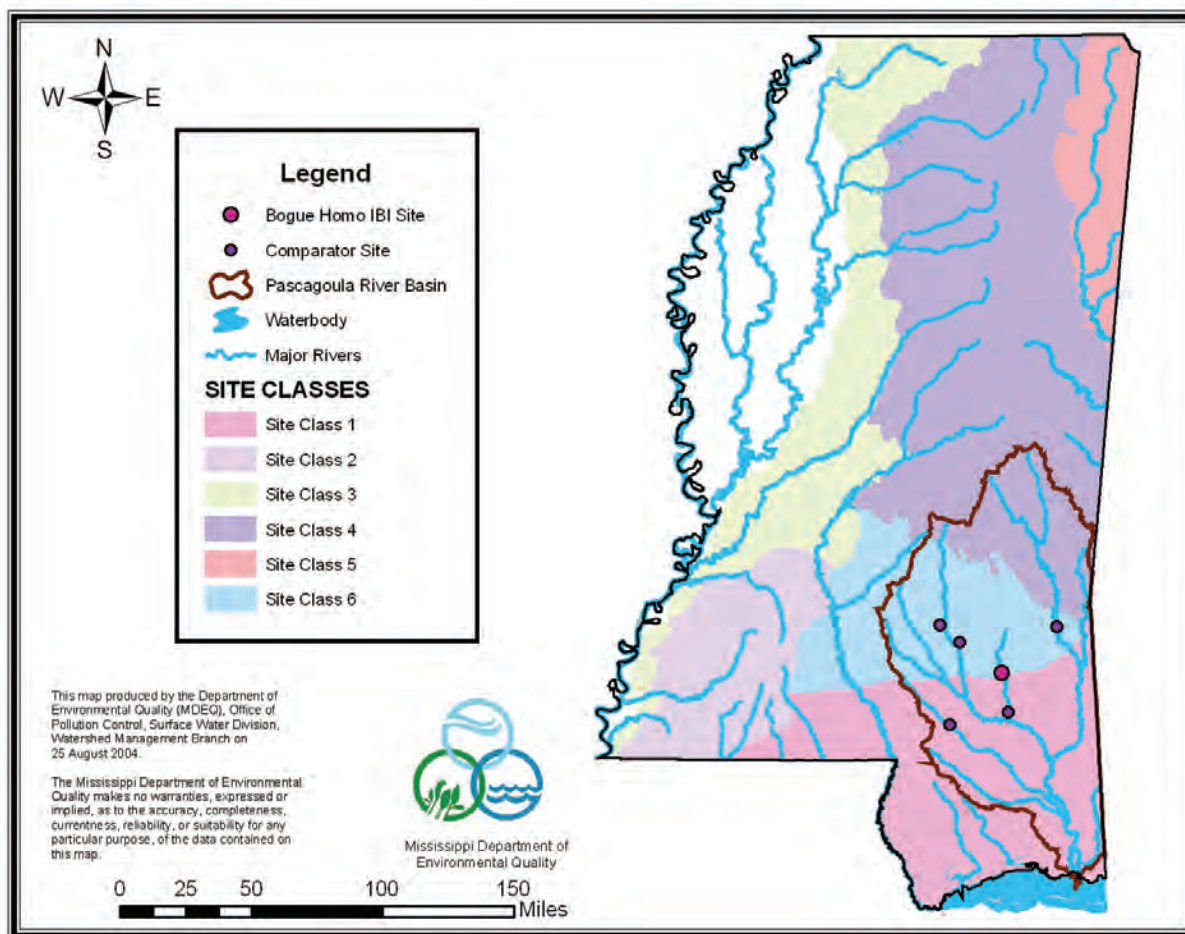 N
W E
S
Legend
Bogue Homo IBI Site
Comparator Site
Pascagoula River Basin
Waterbody
Major Rivers
SITE CLASSES
Site Class 1
Site Class 2
Site Class 3
Site Class 4
Site Class 5
Site Class 6
This map produced by the Department of
Environmental Quality (MDEQ), Office of
Pollution Control, Surface Water Division,
Watershed Management Branch on
25 August 2004.
The Mississippi Department of Environmental
Quality makes no warranties, expressed or
implied, as to the accuracy, completeness,
currentness, reliability, or suitability for any
particular purpose, of the data contained on
this map.
Mississippi Department of
Environmental Quality
0 25 50 100 150
Miles